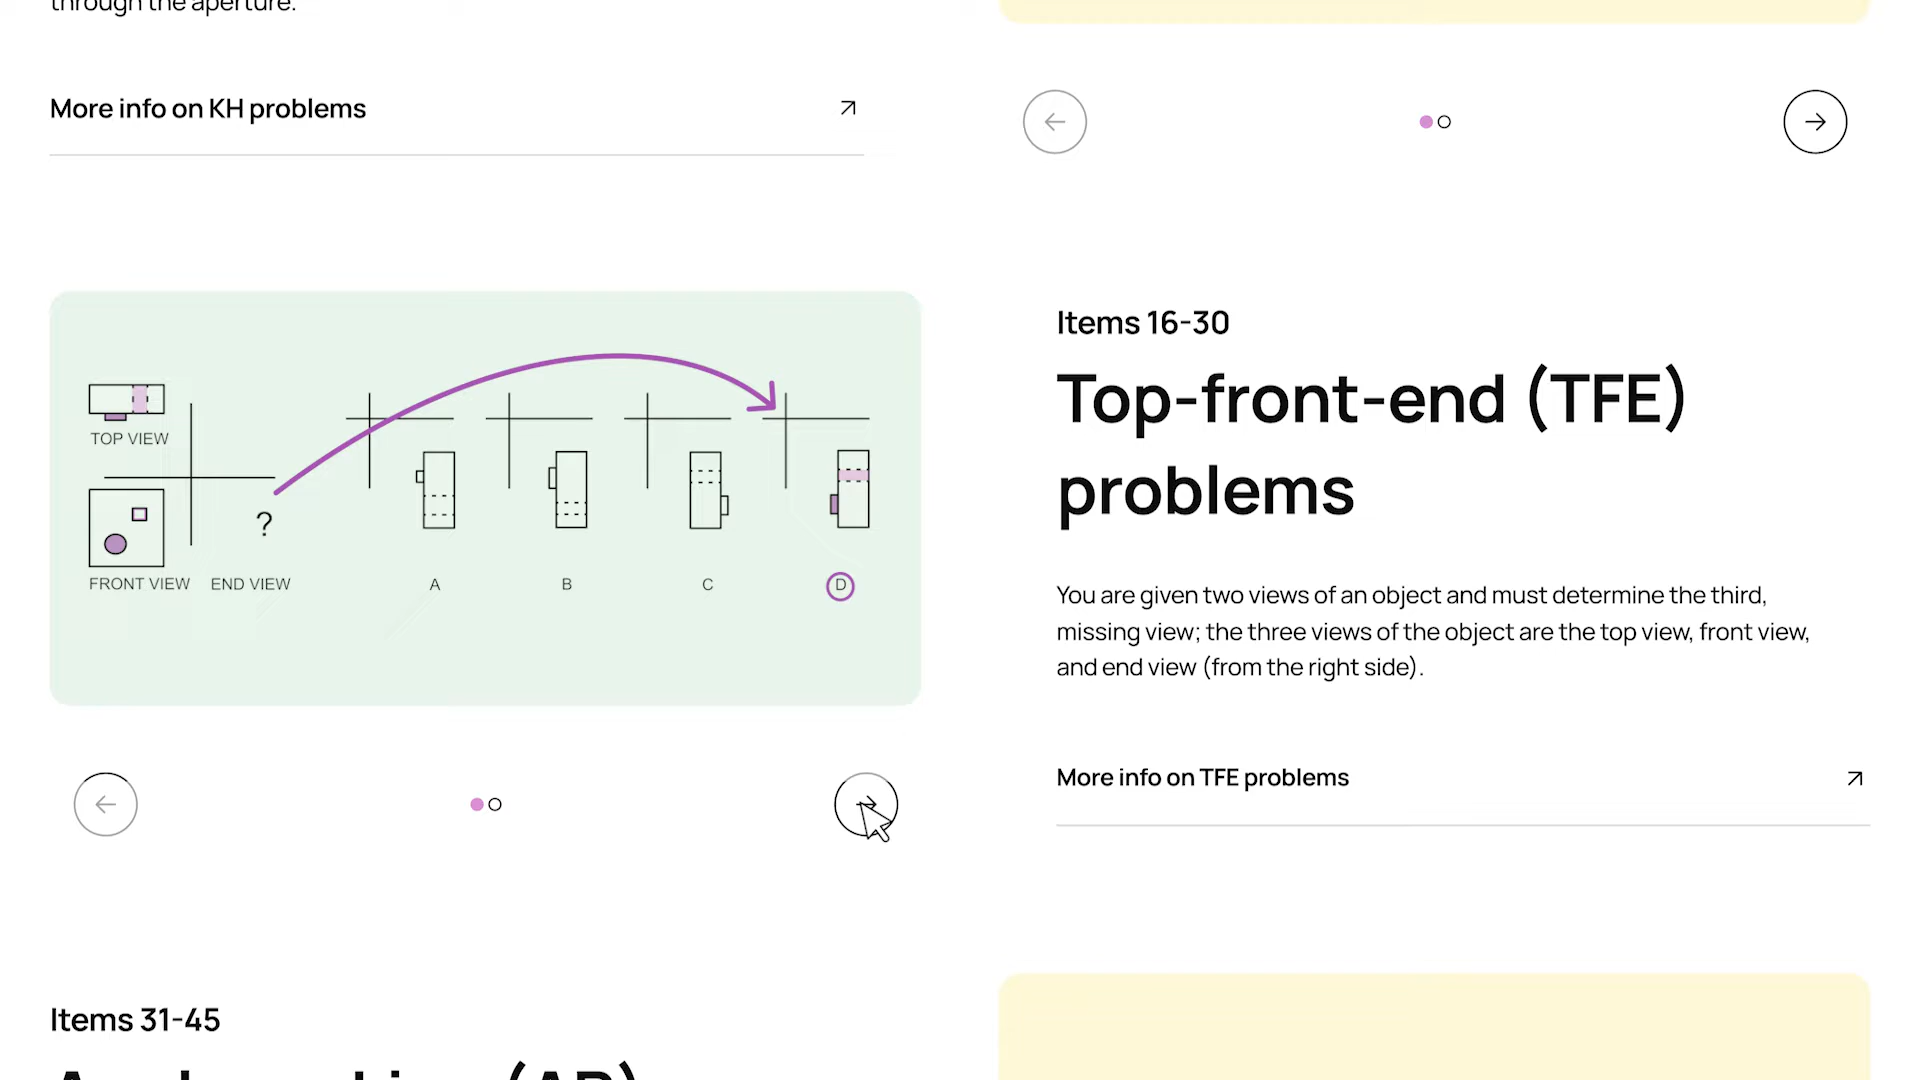 through the aperture.
More info on KH problems
TOP VIEW
?
FRONT VIEW END VIEW A B C D
Items 16-30
Top-front-end (TFE)
problems
You are given two views of an object and must determine the third,
missing view; the three views of the object are the top view, front view,
and end view (from the right side).
More info on TFE problems
Items 31-45